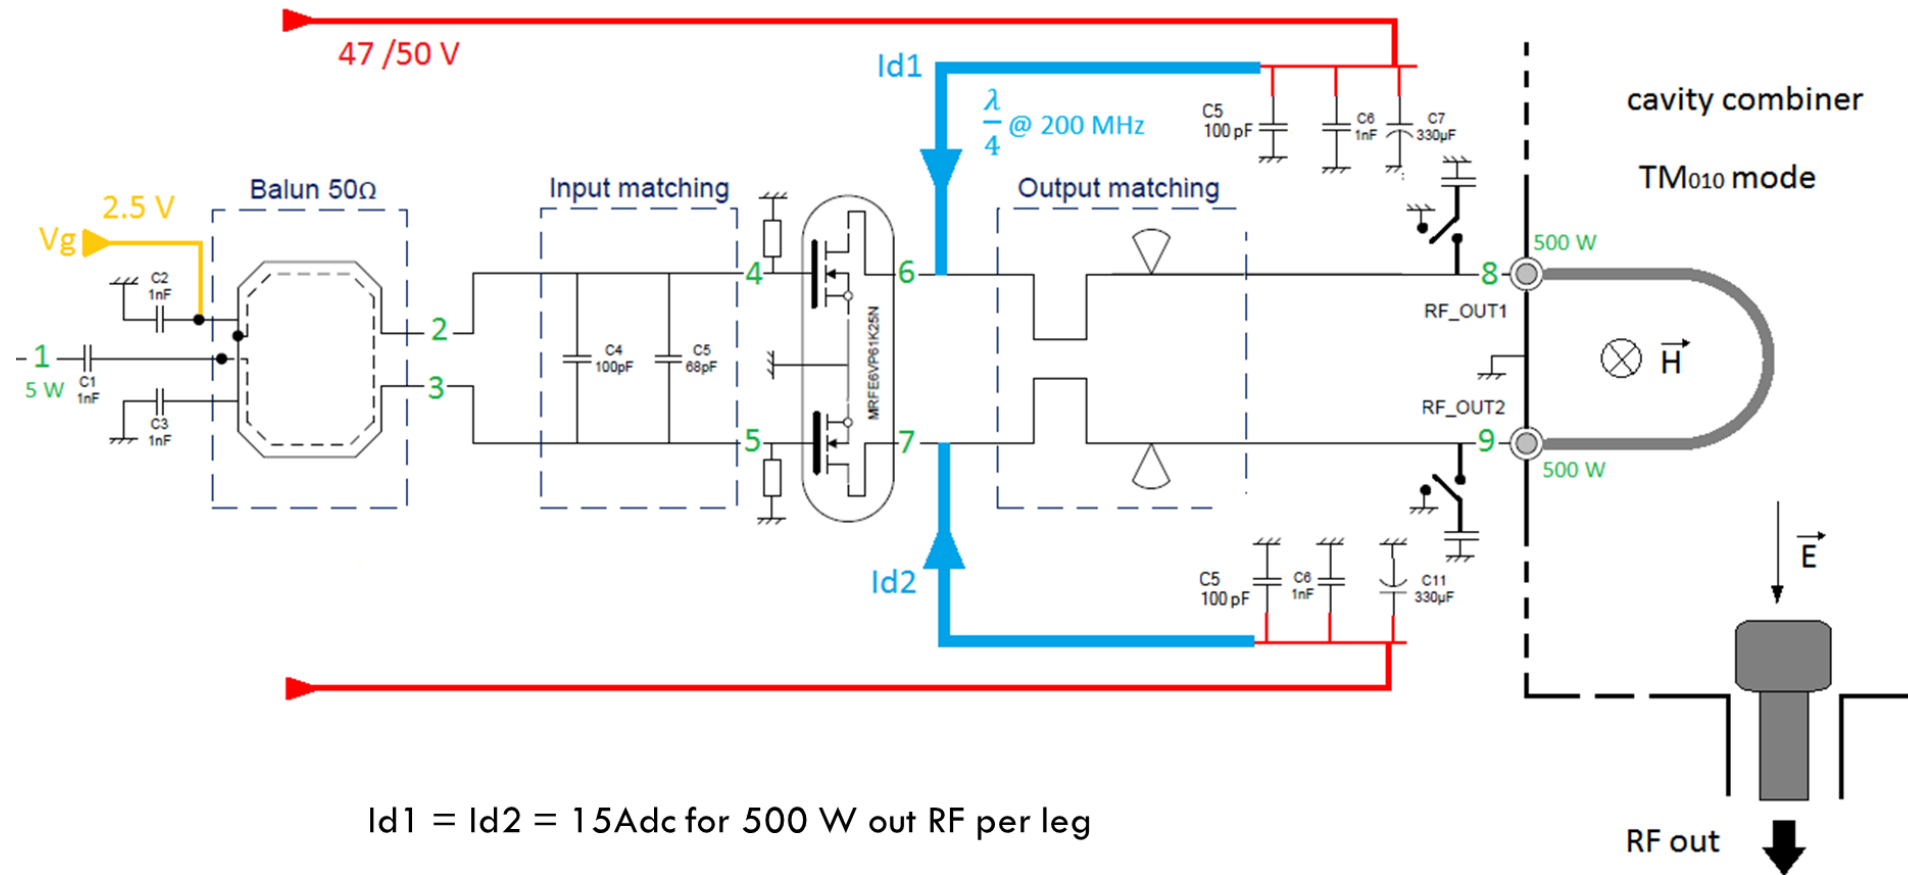 47 /50 V
Id1
λ/4 @ 200 MHz
C5
100 pF
C6
1nF
C7
330µF
cavity combiner
TM010 mode
Balun 50Ω
Input matching
Output matching
2.5 V
Vg
C2
1nF
1
5 W
C1
1nF
C3
1nF
2
3
4
5
C4
100pF
C5
68pF
MRFE6VP61K25N
6
7
8
500 W
RF_OUT1
H
RF_OUT2
9
500 W
Id2
C5
100 pF
C6
1nF
C11
330µF
E
Id1 = Id2 = 15Adc for 500 W out RF per leg
RF out